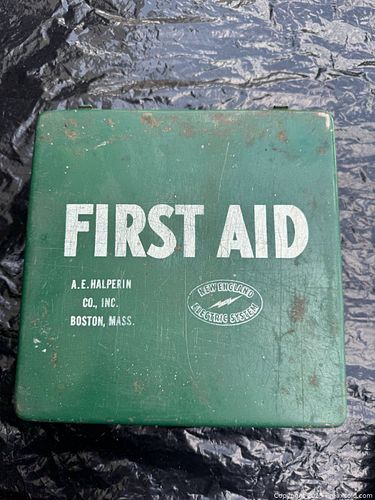 FIRST AID
A.E. HALPERIN
CO., INC.
BOSTON, MASS.
NEW ENGLAND
ELECTRIC SYSTEM